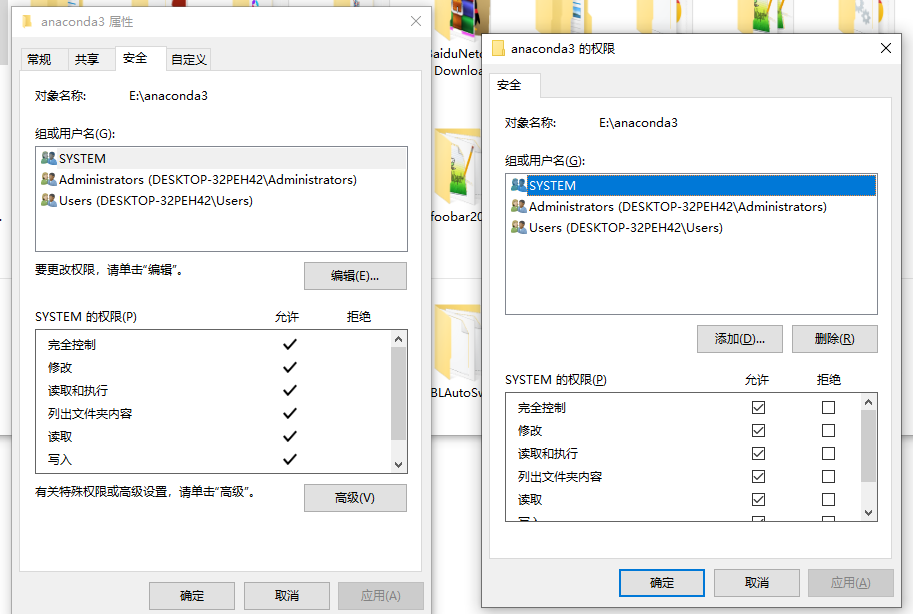 anaconda3 属性
常规
共享
安全
自定义
对象名称:
E:\anaconda3
组或用户名(G):
SYSTEM
Administrators (DESKTOP-32PEH42\Administrators)
Users (DESKTOP-32PEH42\Users)
要更改权限，请单击“编辑”。
编辑(E)...
SYSTEM 的权限(P)
允许
拒绝
完全控制
修改
读取和执行
列出文件夹内容
读取
写入
有关特殊权限或高级设置，请单击“高级”。
高级(V)
确定
取消
应用(A)
BaiduNetd
Downloa
foobar20
BLAutoSw
anaconda3 的权限
安全
对象名称:
E:\anaconda3
组或用户名(G):
SYSTEM
Administrators (DESKTOP-32PEH42\Administrators)
Users (DESKTOP-32PEH42\Users)
添加(D)...
删除(R)
SYSTEM 的权限(P)
允许
拒绝
完全控制
修改
读取和执行
列出文件夹内容
读取
写入
确定
取消
应用(A)